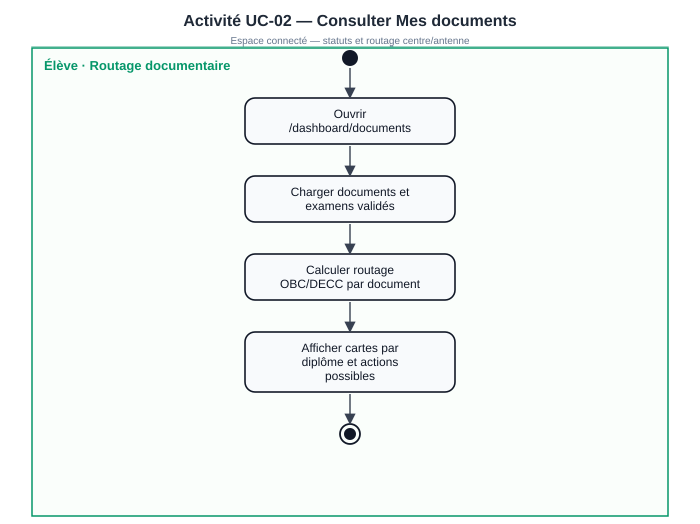 Activité UC-02 — Consulter Mes documents
Espace connecté — statuts et routage centre/antenne
Élève · Routage documentaire
Ouvrir
/dashboard/documents
Charger documents et
examens validés
Calculer routage
OBC/DECC par document
Afficher cartes par
diplôme et actions
possibles